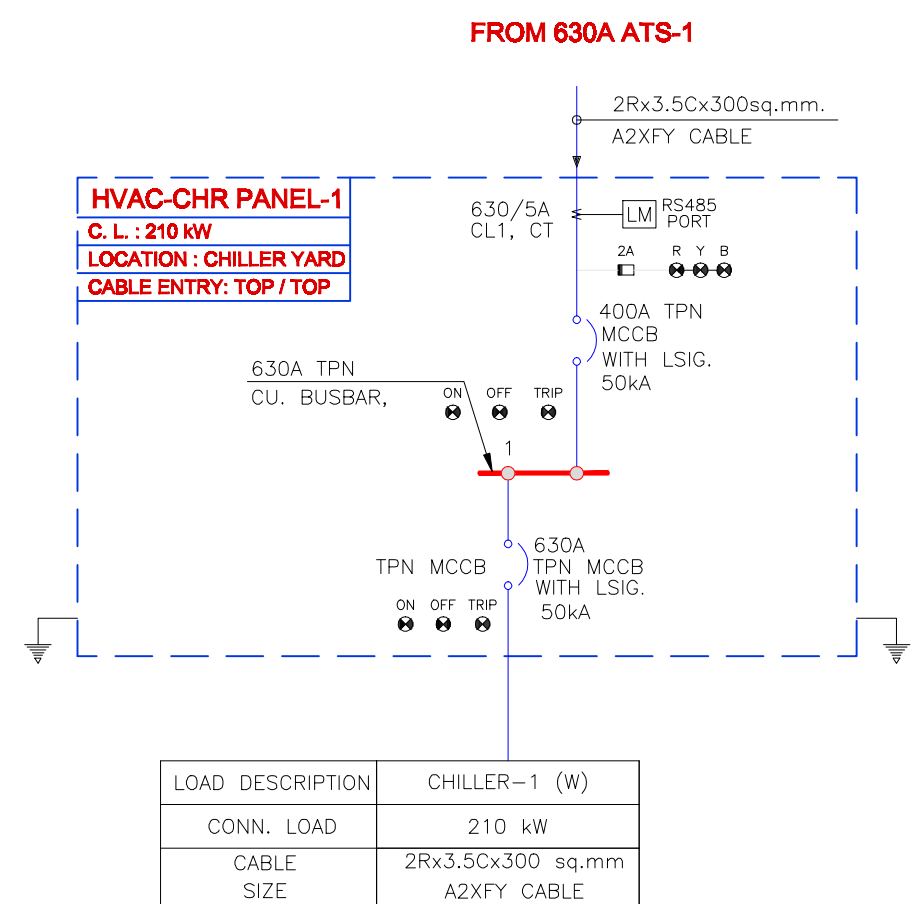 FROM 630A ATS-1
2Rx3.5Cx300sq.mm.
A2XFY CABLE
HVAC-CHR PANEL-1
C. L. : 210 kW
LOCATION : CHILLER YARD
CABLE ENTRY: TOP / TOP
630/5A
CL1, CT
LM
RS485
PORT
2A
R Y B
400A TPN
MCCB
WITH LSIG.
50kA
630A TPN
CU. BUSBAR,
ON OFF TRIP
1
TPN MCCB
630A
TPN MCCB
WITH LSIG.
50kA
ON OFF TRIP
LOAD DESCRIPTION CHILLER-1 (W)
CONN. LOAD 210 kW
CABLE 2Rx3.5Cx300 sq.mm
SIZE A2XFY CABLE